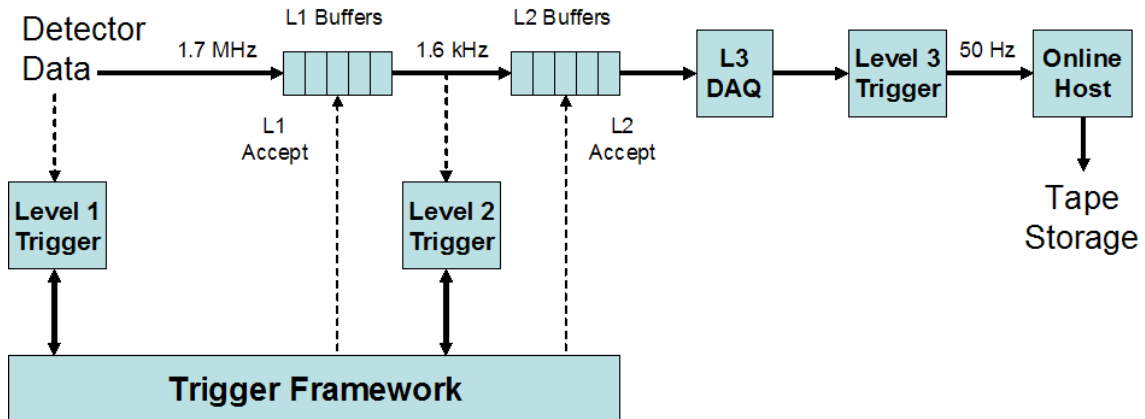 Detector
Data
1.7 MHz
L1 Buffers
1.6 kHz
L2 Buffers
L3
DAQ
Level 3
Trigger
50 Hz
Online
Host
L1
Accept
L2
Accept
Level 1
Trigger
Level 2
Trigger
Tape
Storage
Trigger Framework